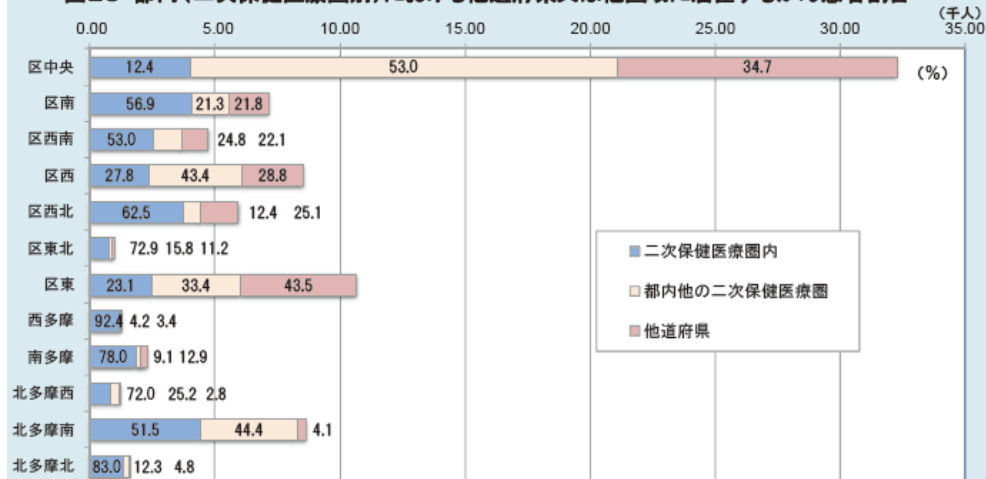 (千人)
0.00 5.00 10.00 15.00 20.00 25.00 30.00 35.00
区中央 12.4 53.0 34.7 (%)
区南 56.9 21.3 21.8
区西南 53.0 24.8 22.1
区西 27.8 43.4 28.8
区西北 62.5 12.4 25.1
区東北 72.9 15.8 11.2
二次保健医療圏内
区東 23.1 33.4 43.5
都内他の二次保健医療圏
西多摩 92.4 4.2 3.4
他道府県
南多摩 78.0 9.1 12.9
北多摩西 72.0 25.2 2.8
北多摩南 51.5 44.4 4.1
北多摩北 83.0 12.3 4.8